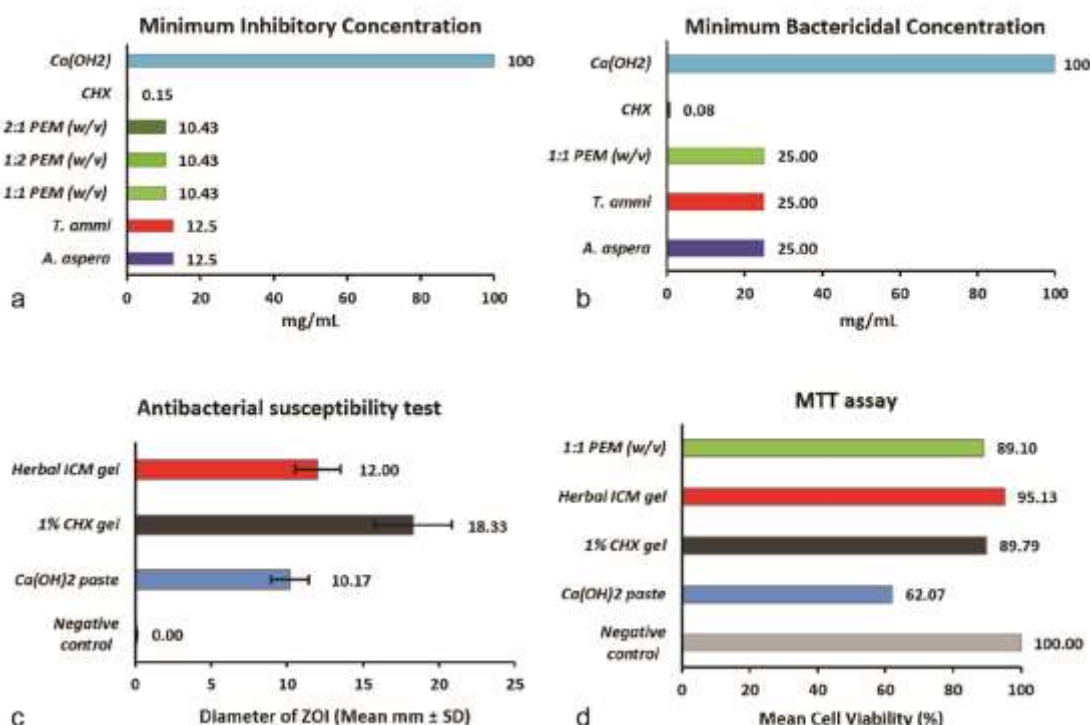 Minimum Inhibitory Concentration
Ca(OH2)
100
CHX
0.15
2:1 PEM (w/v)
10.43
1:2 PEM (w/v)
10.43
1:1 PEM (w/v)
10.43
T. ammi
12.5
A. aspera
12.5
0 20 40 60 80 100
mg/mL
a
Minimum Bactericidal Concentration
Ca(OH2)
100
CHX
0.08
1:1 PEM (w/v)
25.00
T. ammi
25.00
A. aspera
25.00
0 20 40 60 80 100
mg/mL
b
Antibacterial susceptibility test
Herbal ICM gel
12.00
1% CHX gel
18.33
Ca(OH)2 paste
10.17
Negative
control
0.00
0 5 10 15 20 25
Diameter of ZOI (Mean mm ± SD)
c
MTT assay
1:1 PEM (w/v)
89.10
Herbal ICM gel
95.13
1% CHX gel
89.79
Ca(OH)2 paste
62.07
Negative
control
100.00
0 20 40 60 80 100
Mean Cell Viability (%)
d